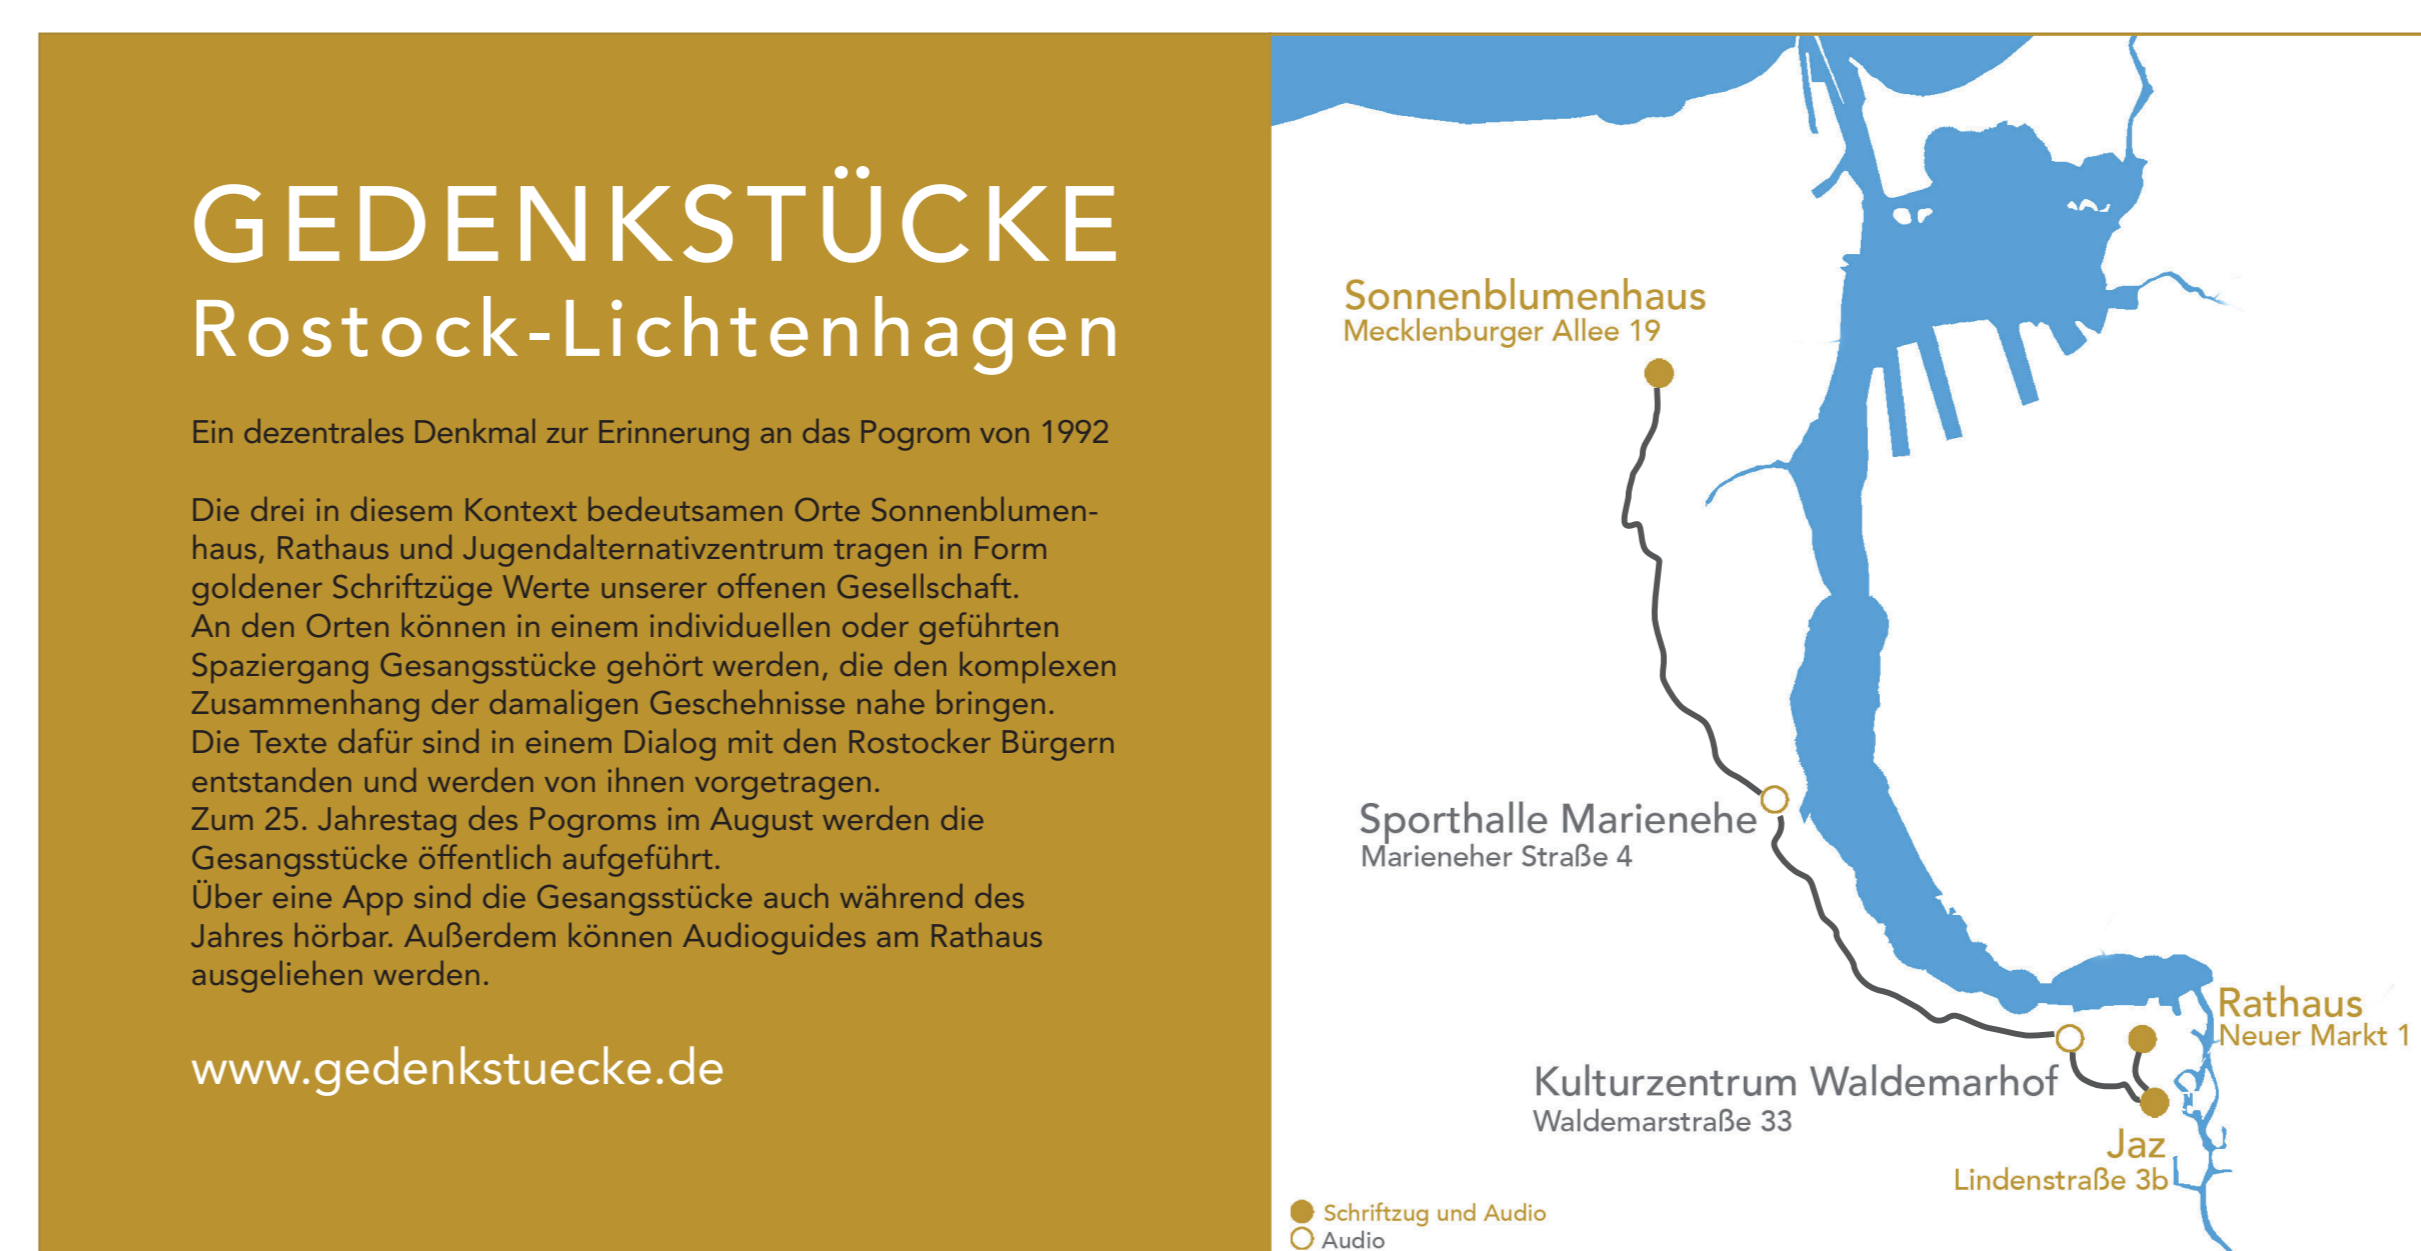 GEDENKSTÜCKE
Rostock-Lichtenhagen
Ein dezentrales Denkmal zur Erinnerung an das Pogrom von 1992
Die drei in diesem Kontext bedeutsamen Orte Sonnenblumen-
haus, Rathaus und Jugendalternativzentrum tragen in Form
goldener Schriftzüge Werte unserer offenen Gesellschaft.
An den Orten können in einem individuellen oder geführten
Spaziergang Gesangsstücke gehört werden, die den komplexen
Zusammenhang der damaligen Geschehnisse nahe bringen.
Die Texte dafür sind in einem Dialog mit den Rostocker Bürgern
entstanden und werden von ihnen vorgetragen.
Zum 25. Jahrestag des Pogroms im August werden die
Gesangsstücke öffentlich aufgeführt.
Über eine App sind die Gesangsstücke auch während des
Jahres hörbar. Außerdem können Audioguides am Rathaus
ausgeliehen werden.
www.gedenkstuecke.de
Sonnenblumenhaus
Mecklenburger Allee 19
Sporthalle Marienehe
Marieneher Straße 4
Rathaus
Neuer Markt 1
Kulturzentrum Waldemarhof
Waldemarstraße 33
Jaz
Lindenstraße 3b
Schriftzug und Audio
Audio